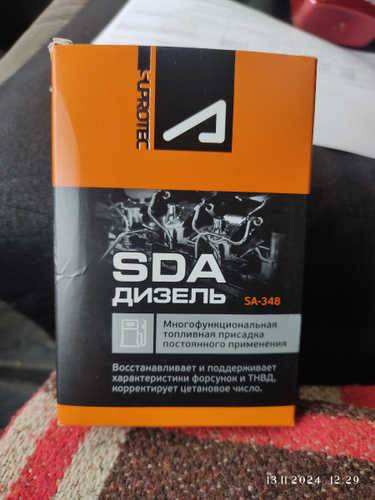 SUPROTEC
SDA
ДИЗЕЛЬ SA-348
Многофункциональная
топливная присадка
постоянного применения
Восстанавливает и поддерживает
характеристики форсунок и ТНВД,
корректирует цетановое число.
13.11.2024 12:29